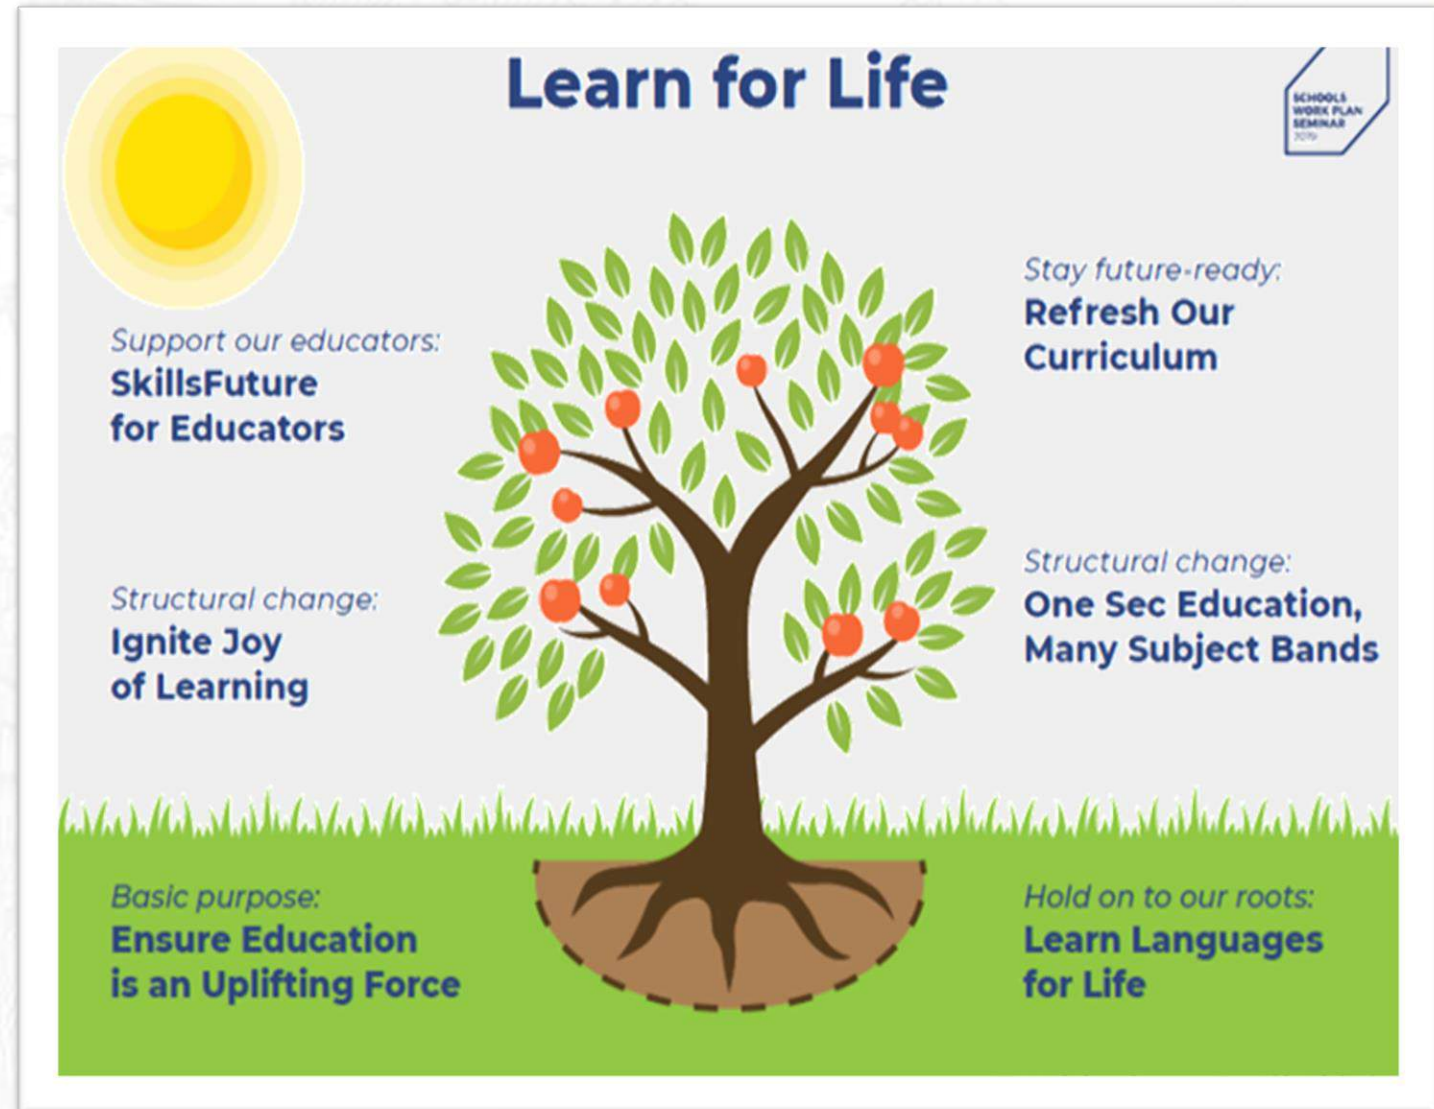 Learn for Life
SCHOOLS
WORK PLAN
SEMINAR
Support our educators:
SkillsFuture
for Educators
Structural change:
Ignite Joy
of Learning
Stay future-ready:
Refresh Our
Curriculum
Structural change:
One Sec Education,
Many Subject Bands
Basic purpose:
Ensure Education
is an Uplifting Force
Hold on to our roots:
Learn Languages
for Life